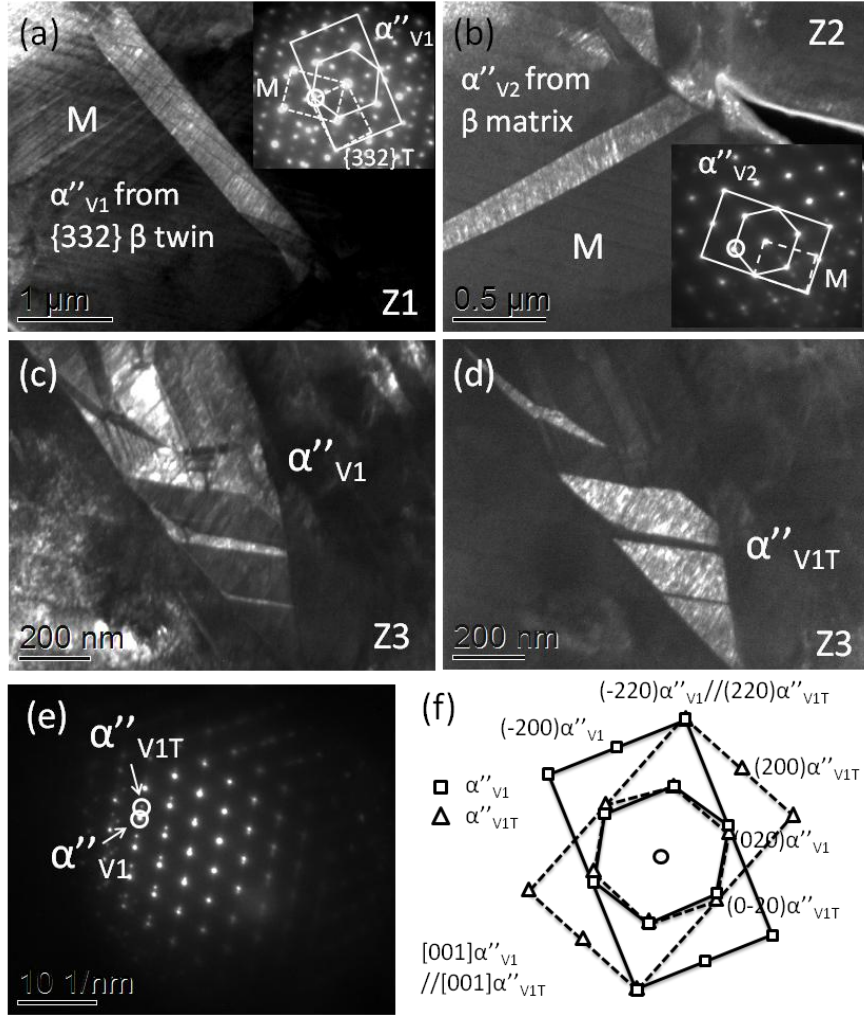 (a)
α''V1
M
{332} T
M
α''V1 from
{332} β twin
1 µm
Z1
(b)
Z2
α''V2 from
β matrix
α''V2
M
M
0.5 µm
(c)
α''V1
200 nm
Z3
(d)
α''V1T
200 nm
Z3
(e)
α''V1T
α''V1
10 1/nm
(f)
(-220)α''V1//(220)α''V1T
(-200)α''V1
(200)α''V1T
α''V1
α''V1T
(020)α''V1
(0-20)α''V1T
[001]α''V1
//[001]α''V1T